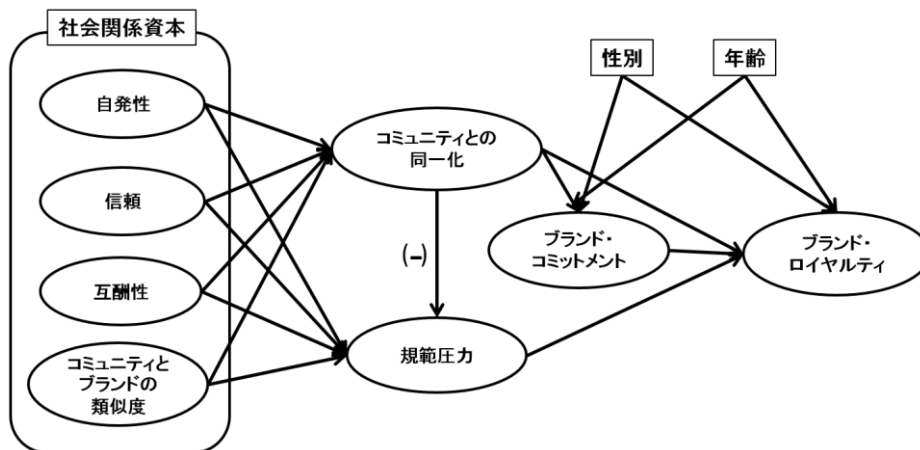 社会関係資本
自発性
信頼
互酬性
コミュニティと
ブランドの
類似度
コミュニティとの
同一化
(-)
規範圧力
性別
年齢
ブランド・
コミットメント
ブランド・
ロイヤルティ